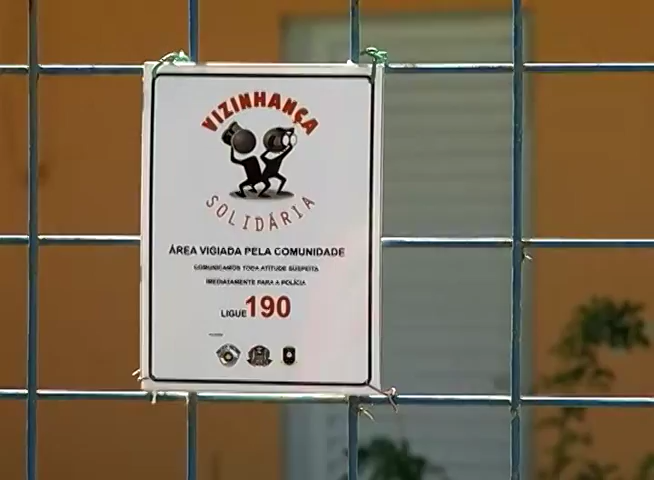 VIZINHANÇA
SOLIDÁRIA
ÁREA VIGIADA PELA COMUNIDADE
COMUNICAMOS TODA ATITUDE SUSPEITA
IMEDIATAMENTE PARA A POLÍCIA
LIGUE 190